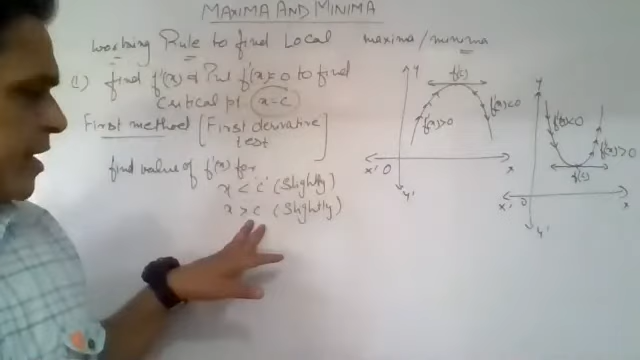 MAXIMA AND MINIMA
working Rule to find Local maxima/minima
(1) find f'(x) & Put f'(x)=0 to find
critical pt. x=c
First method [First derivative
test]
find value of f'(x) for
x < 'c' (Slightly)
x > c (Slightly)
Y
f'(x)>0
f'(x)<0
x' O x
Y'
Y
f'(x)<0
f'(x)>0
x' O x
Y'